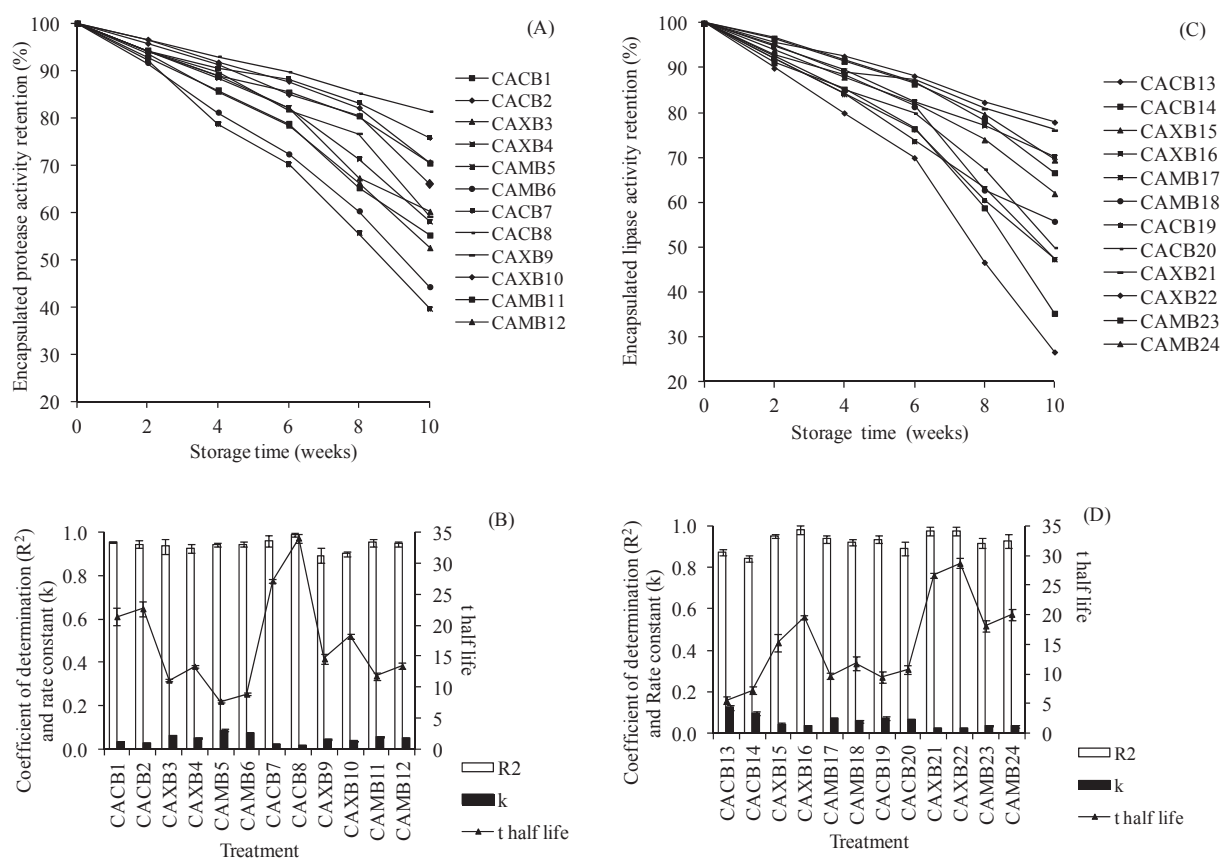 (A)
Encapsulated protease activity retention (%)
100
90
80
70
60
50
40
30
20
0 2 4 6 8 10
Storage time (weeks)
CACB1
CACB2
CAXB3
CAXB4
CAMB5
CAMB6
CACB7
CACB8
CAXB9
CAXB10
CAMB11
CAMB12
(C)
Encapsulated lipase activity retention (%)
100
90
80
70
60
50
40
30
20
0 2 4 6 8 10
Storage time (weeks)
CACB13
CACB14
CAXB15
CAXB16
CAMB17
CAMB18
CACB19
CACB20
CAXB21
CAXB22
CAMB23
CAMB24
(B)
Coefficient of determination (R²)
and rate constant (k)
1.0
0.8
0.6
0.4
0.2
0.0
35
30
25
20
15
10
5
0
t half life
CACB1
CACB2
CAXB3
CAXB4
CAMB5
CAMB6
CACB7
CACB8
CAXB9
CAXB10
CAMB11
CAMB12
Treatment
R2
k
t half life
(D)
Coefficient of determination (R²)
and Rate constant (k)
1.0
0.8
0.6
0.4
0.2
0.0
35
30
25
20
15
10
5
0
t half life
CACB13
CACB14
CAXB15
CAXB16
CAMB17
CAMB18
CACB19
CACB20
CAXB21
CAXB22
CAMB23
CAMB24
Treatment
R2
k
t half life